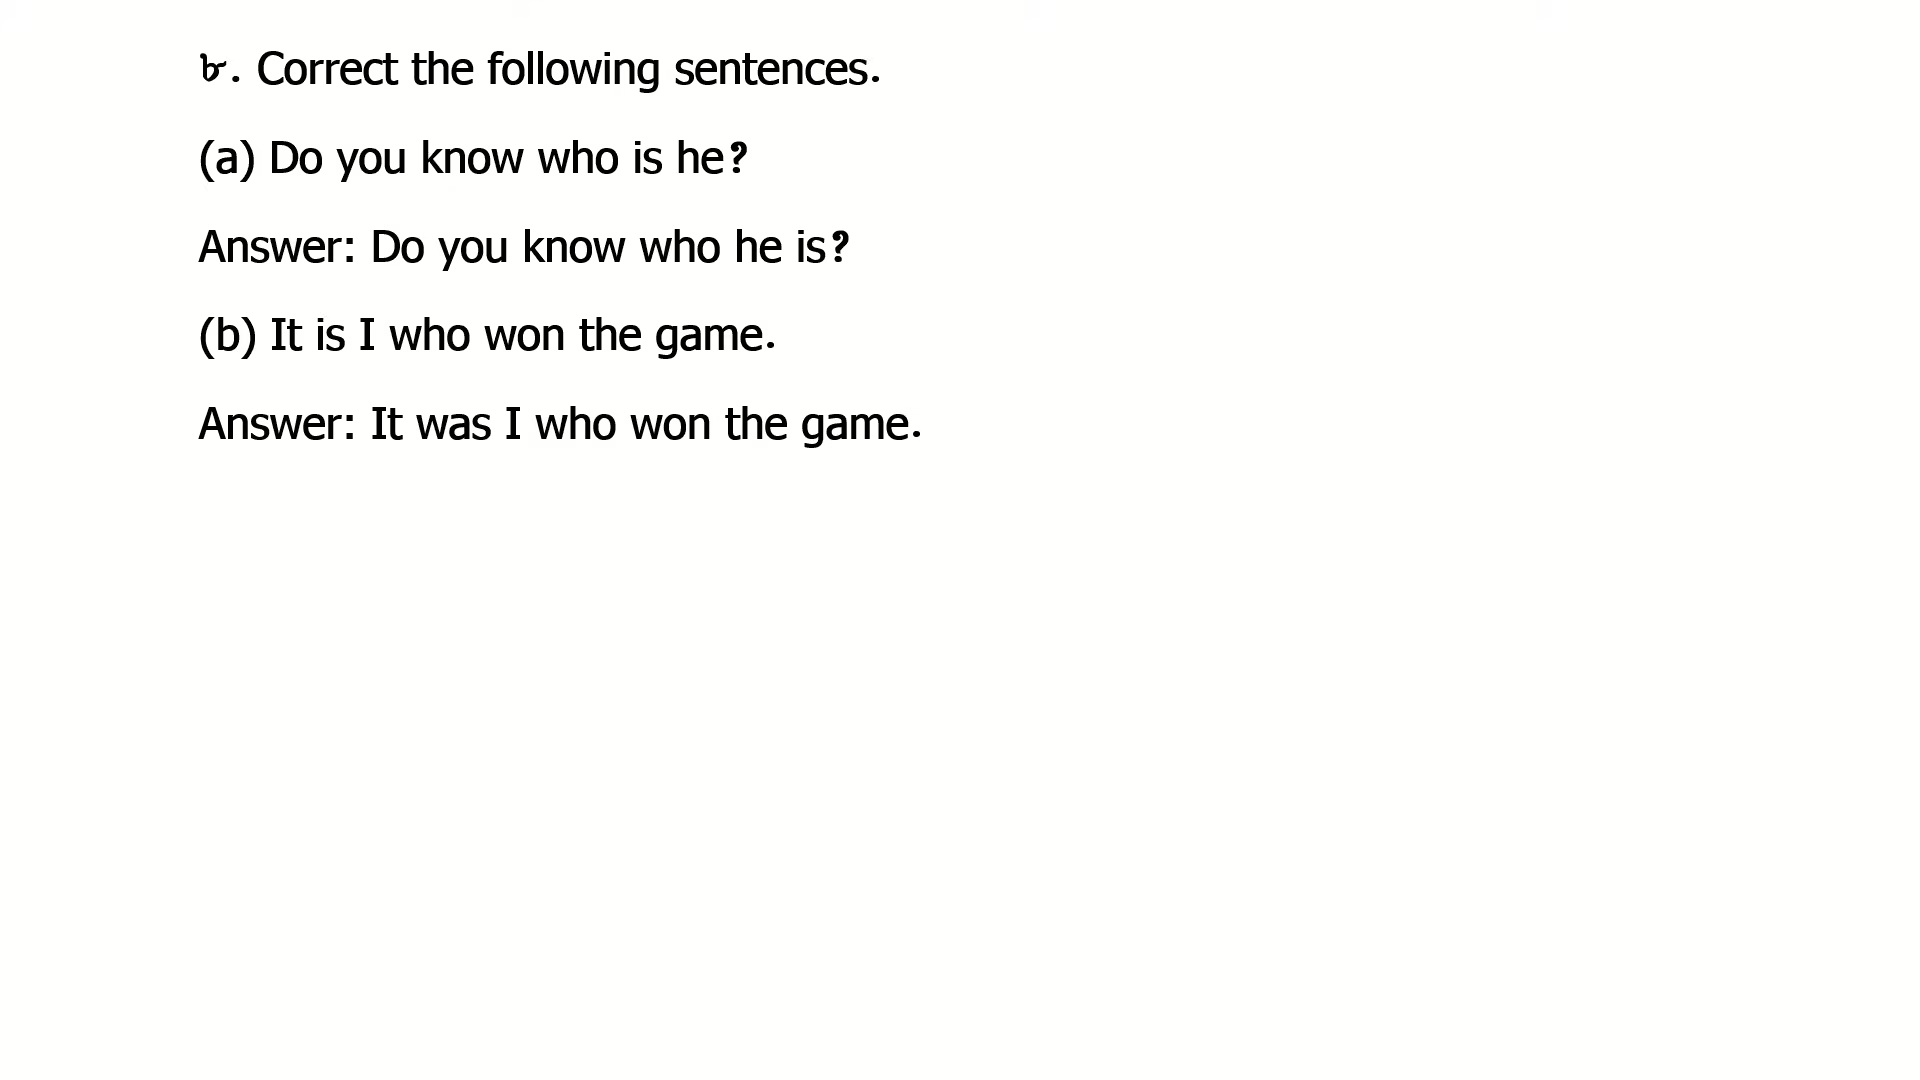 ৮. Correct the following sentences.
(a) Do you know who is he?
Answer: Do you know who he is?
(b) It is I who won the game.
Answer: It was I who won the game.